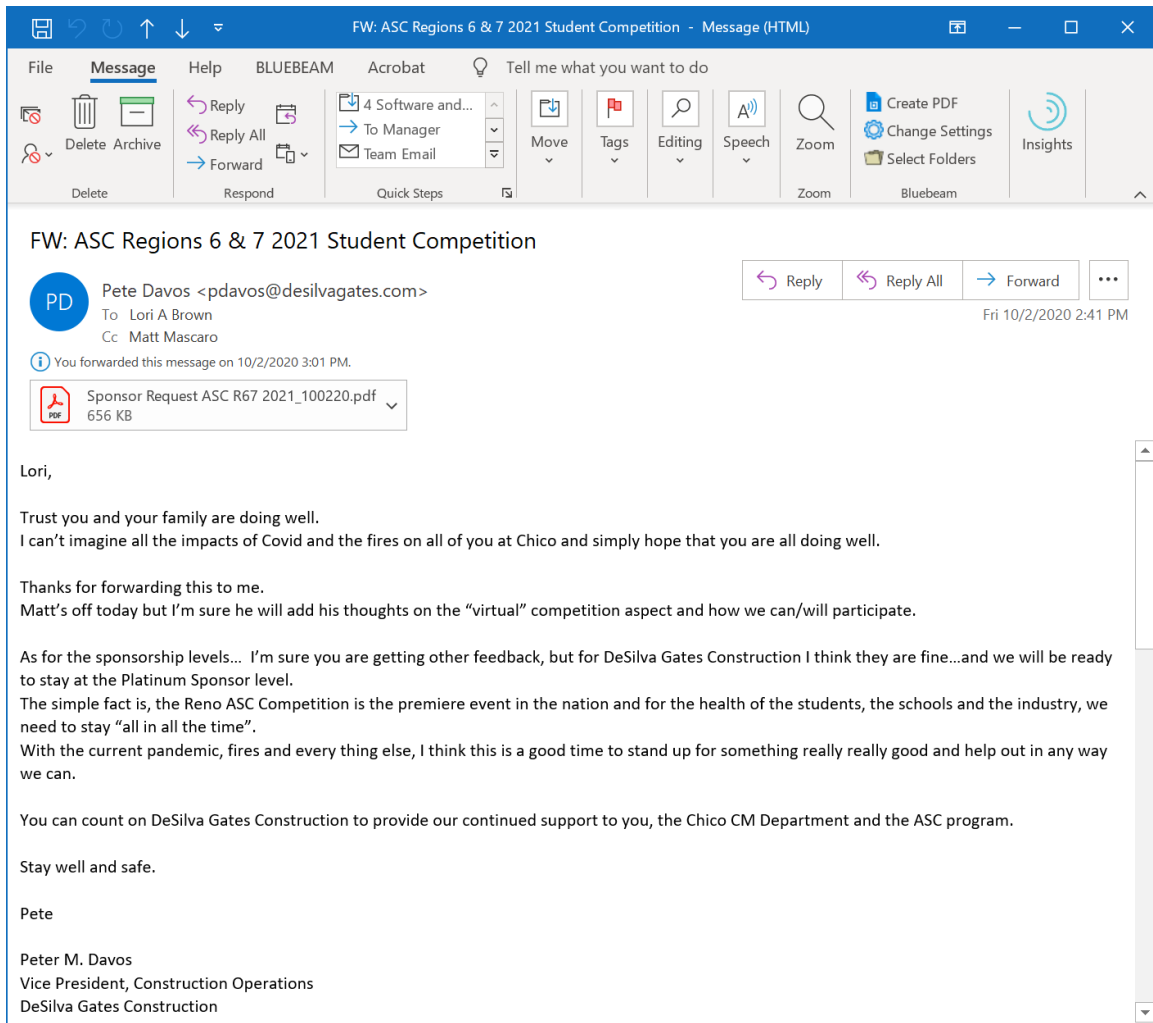 FW: ASC Regions 6 & 7 2021 Student Competition - Message (HTML)
File Message Help BLUEBEAM Acrobat Tell me what you want to do
Delete Archive
Reply
Reply All
Forward
4 Software and...
To Manager
Team Email
Move
Tags
Editing
A
Speech
Zoom
Create PDF
Change Settings
Select Folders
Insights
Delete Respond Quick Steps Zoom Bluebeam
FW: ASC Regions 6 & 7 2021 Student Competition
PD
Pete Davos <pdavos@desilvagates.com>
To Lori A Brown
Cc Matt Mascaro
Reply Reply All Forward ...
Fri 10/2/2020 2:41 PM
i You forwarded this message on 10/2/2020 3:01 PM.
PDF
Sponsor Request ASC R67 2021_100220.pdf
656 KB
Lori,
Trust you and your family are doing well.
I can’t imagine all the impacts of Covid and the fires on all of you at Chico and simply hope that you are all doing well.
Thanks for forwarding this to me.
Matt’s off today but I’m sure he will add his thoughts on the “virtual” competition aspect and how we can/will participate.
As for the sponsorship levels… I’m sure you are getting other feedback, but for DeSilva Gates Construction I think they are fine…and we will be ready
to stay at the Platinum Sponsor level.
The simple fact is, the Reno ASC Competition is the premiere event in the nation and for the health of the students, the schools and the industry, we
need to stay “all in all the time”.
With the current pandemic, fires and every thing else, I think this is a good time to stand up for something really really good and help out in any way
we can.
You can count on DeSilva Gates Construction to provide our continued support to you, the Chico CM Department and the ASC program.
Stay well and safe.
Pete
Peter M. Davos
Vice President, Construction Operations
DeSilva Gates Construction